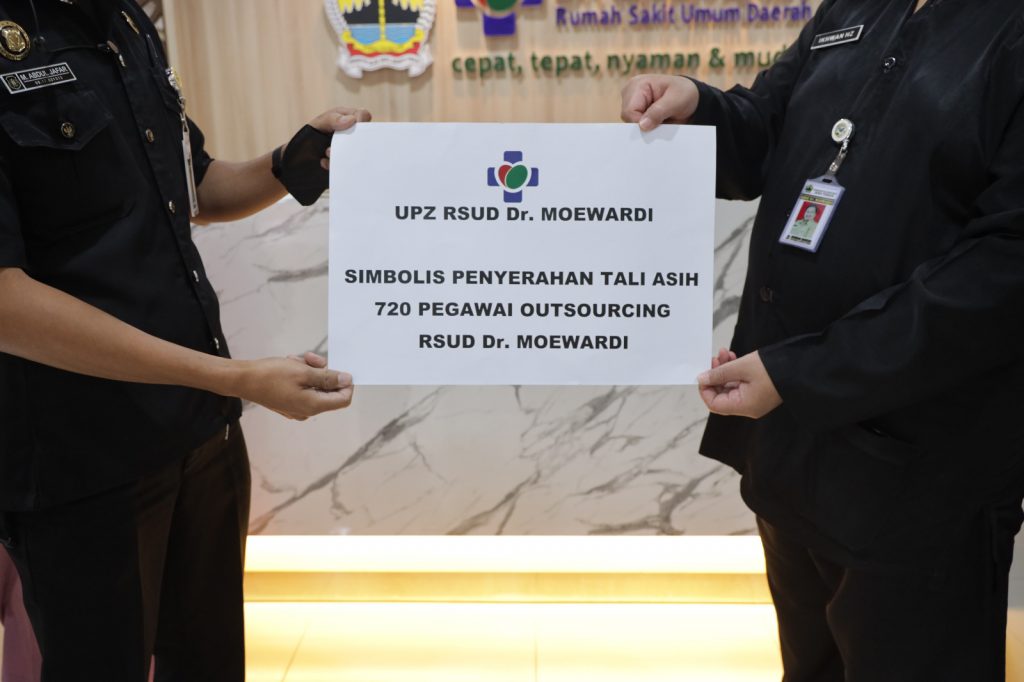 Rumah Sakit Umum Daerah
cepat, tepat, nyaman & mud
M. ABDUL JAFAR
UPZ RSUD Dr. MOEWARDI
SIMBOLIS PENYERAHAN TALI ASIH
720 PEGAWAI OUTSOURCING
RSUD Dr. MOEWARDI